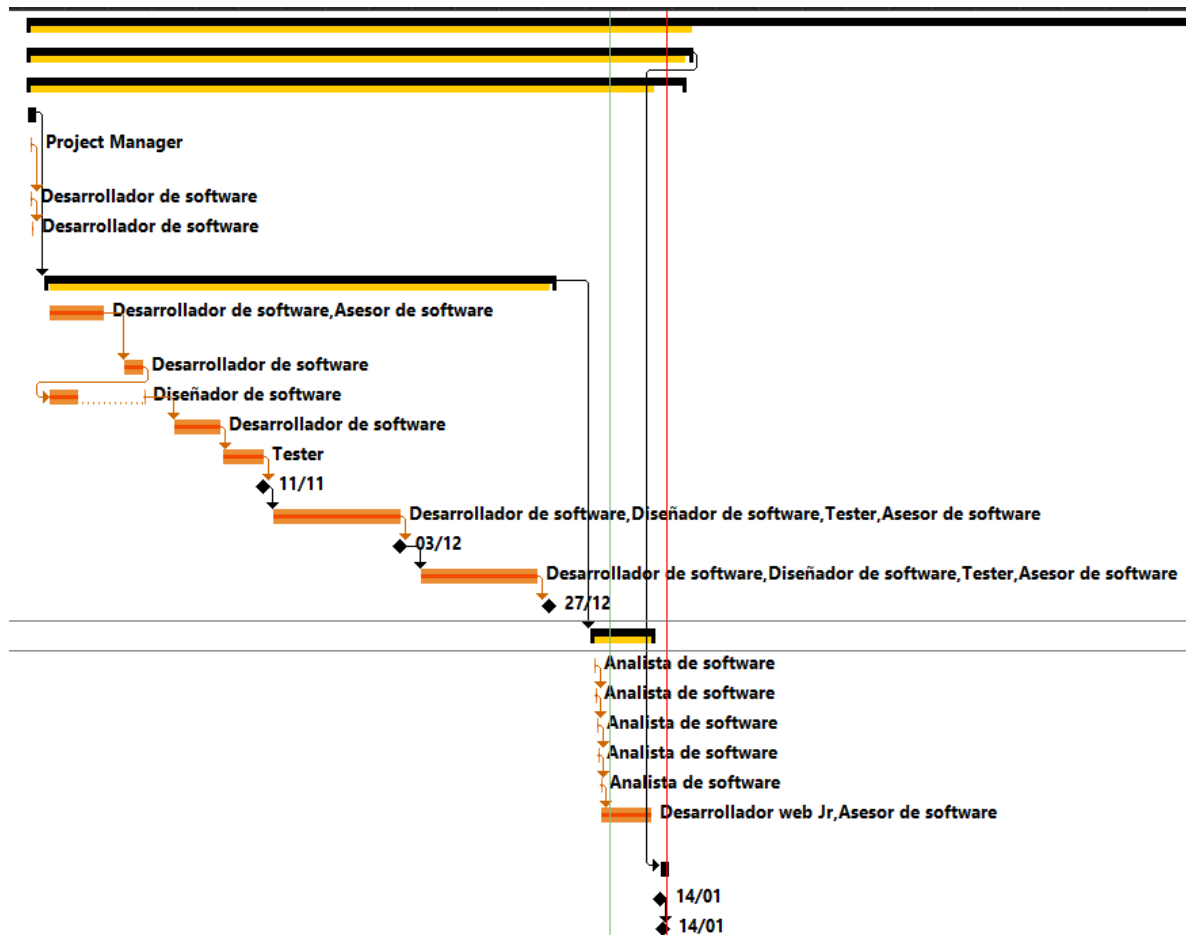 Project Manager
Desarrollador de software
Desarrollador de software
Desarrollador de software,Asesor de software
Desarrollador de software
Diseñador de software
Desarrollador de software
Tester
11/11
Desarrollador de software,Diseñador de software,Tester,Asesor de software
03/12
Desarrollador de software,Diseñador de software,Tester,Asesor de software
27/12
Analista de software
Analista de software
Analista de software
Analista de software
Analista de software
Desarrollador web Jr,Asesor de software
14/01
14/01